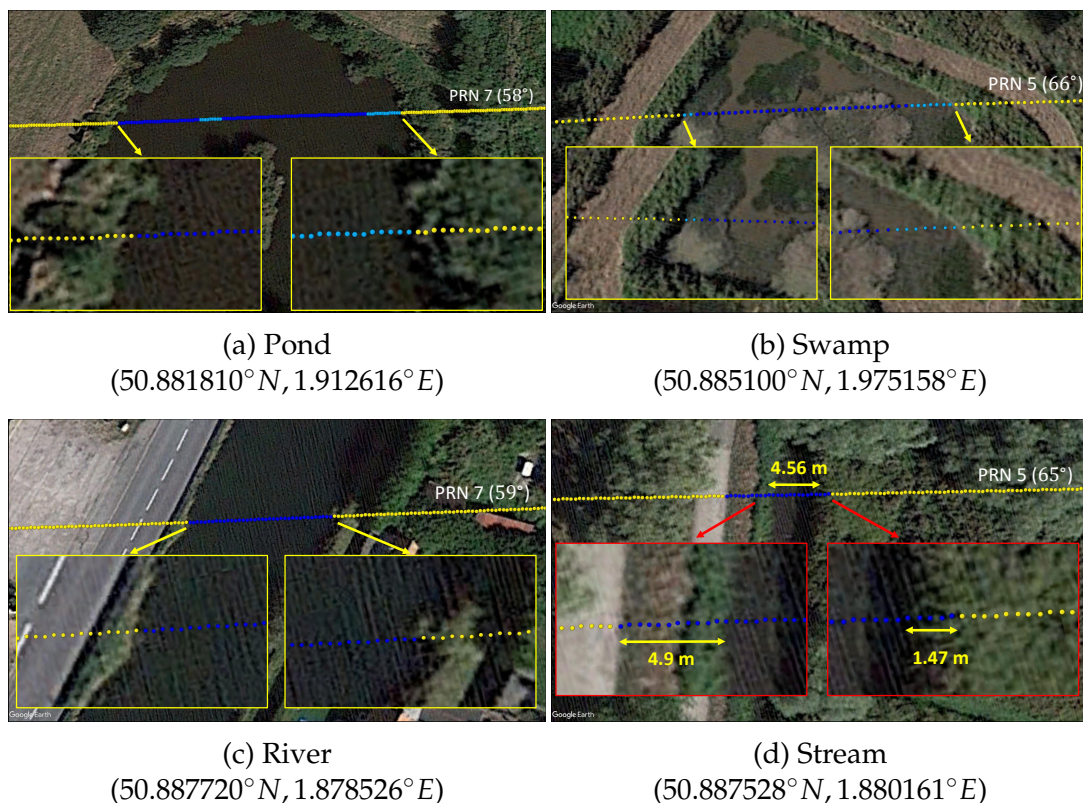 PRN 7 (58°)
PRN 5 (66°)
Google Earth
(a) Pond
(50.881810°N, 1.912616°E)
(b) Swamp
(50.885100°N, 1.975158°E)
4.56 m
PRN 7 (59°)
PRN 5 (65°)
4.9 m
1.47 m
Google Earth
Google Earth
(c) River
(50.887720°N, 1.878526°E)
(d) Stream
(50.887528°N, 1.880161°E)